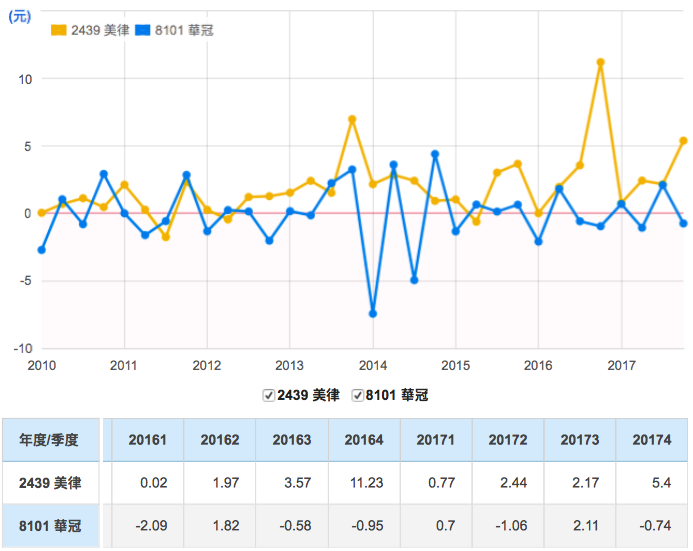 (元)
2439 美律 8101 華冠
10
5
0
-5
-10
2010 2011 2012 2013 2014 2015 2016 2017
2439 美律 8101 華冠
年度/季度 20161 20162 20163 20164 20171 20172 20173 20174
2439 美律 0.02 1.97 3.57 11.23 0.77 2.44 2.17 5.4
8101 華冠 -2.09 1.82 -0.58 -0.95 0.7 -1.06 2.11 -0.74